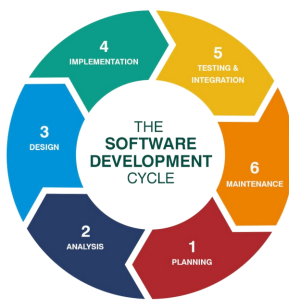 THE
SOFTWARE
DEVELOPMENT
CYCLE
1
PLANNING
2
ANALYSIS
3
DESIGN
4
IMPLEMENTATION
5
TESTING &
INTEGRATION
6
MAINTENANCE